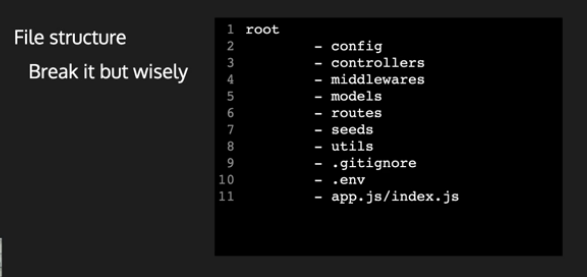 File structure
Break it but wisely
1 root
2 - config
3 - controllers
4 - middlewares
5 - models
6 - routes
7 - seeds
8 - utils
9 - .gitignore
10 - .env
11 - app.js/index.js